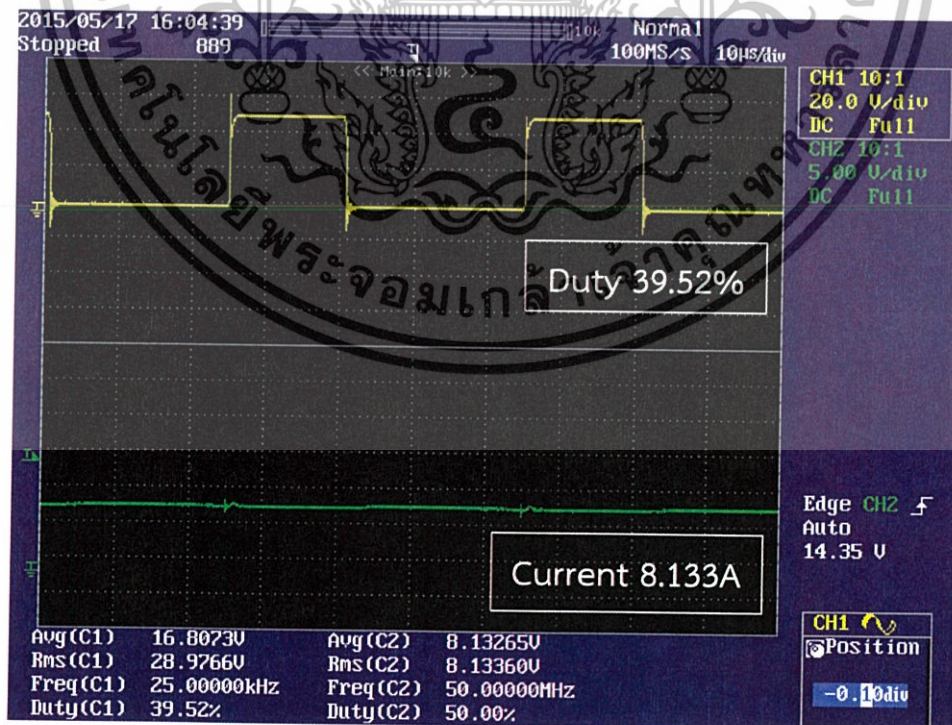 2015/05/17 16:04:39
Stopped 889
10k
Normal
100MS/s 10µs/div
<< Main:10k >>
CH1 10:1
20.0 V/div
DC Full
CH2 10:1
5.00 V/div
DC Full
Duty 39.52%
Edge CH2
Auto
14.35 V
Current 8.133A
CH1
Position
-0.10div
Avg(C1) 16.8073V Avg(C2) 8.13265V
Rms(C1) 28.9766V Rms(C2) 8.13360V
Freq(C1) 25.00000kHz Freq(C2) 50.00000MHz
Duty(C1) 39.52% Duty(C2) 50.00%